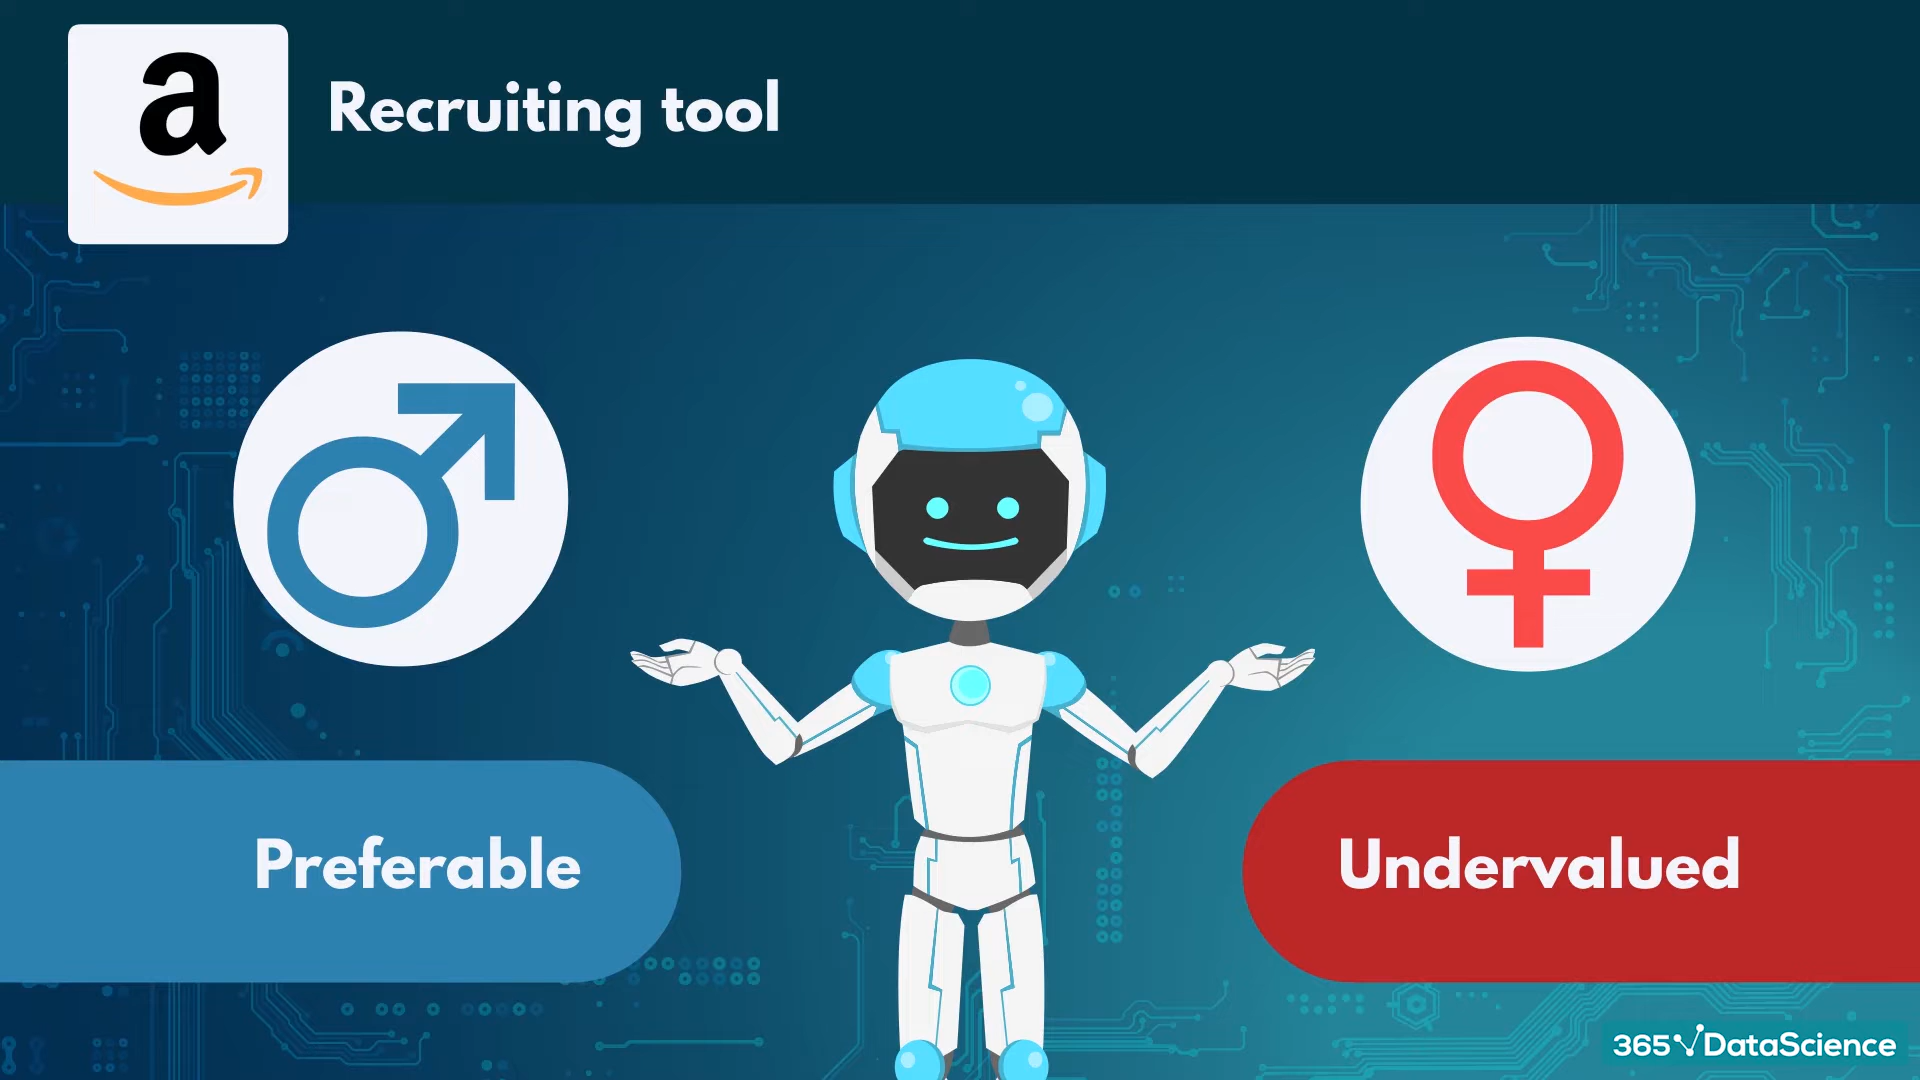 a
Recruiting tool
Preferable
Undervalued
365 DataScience